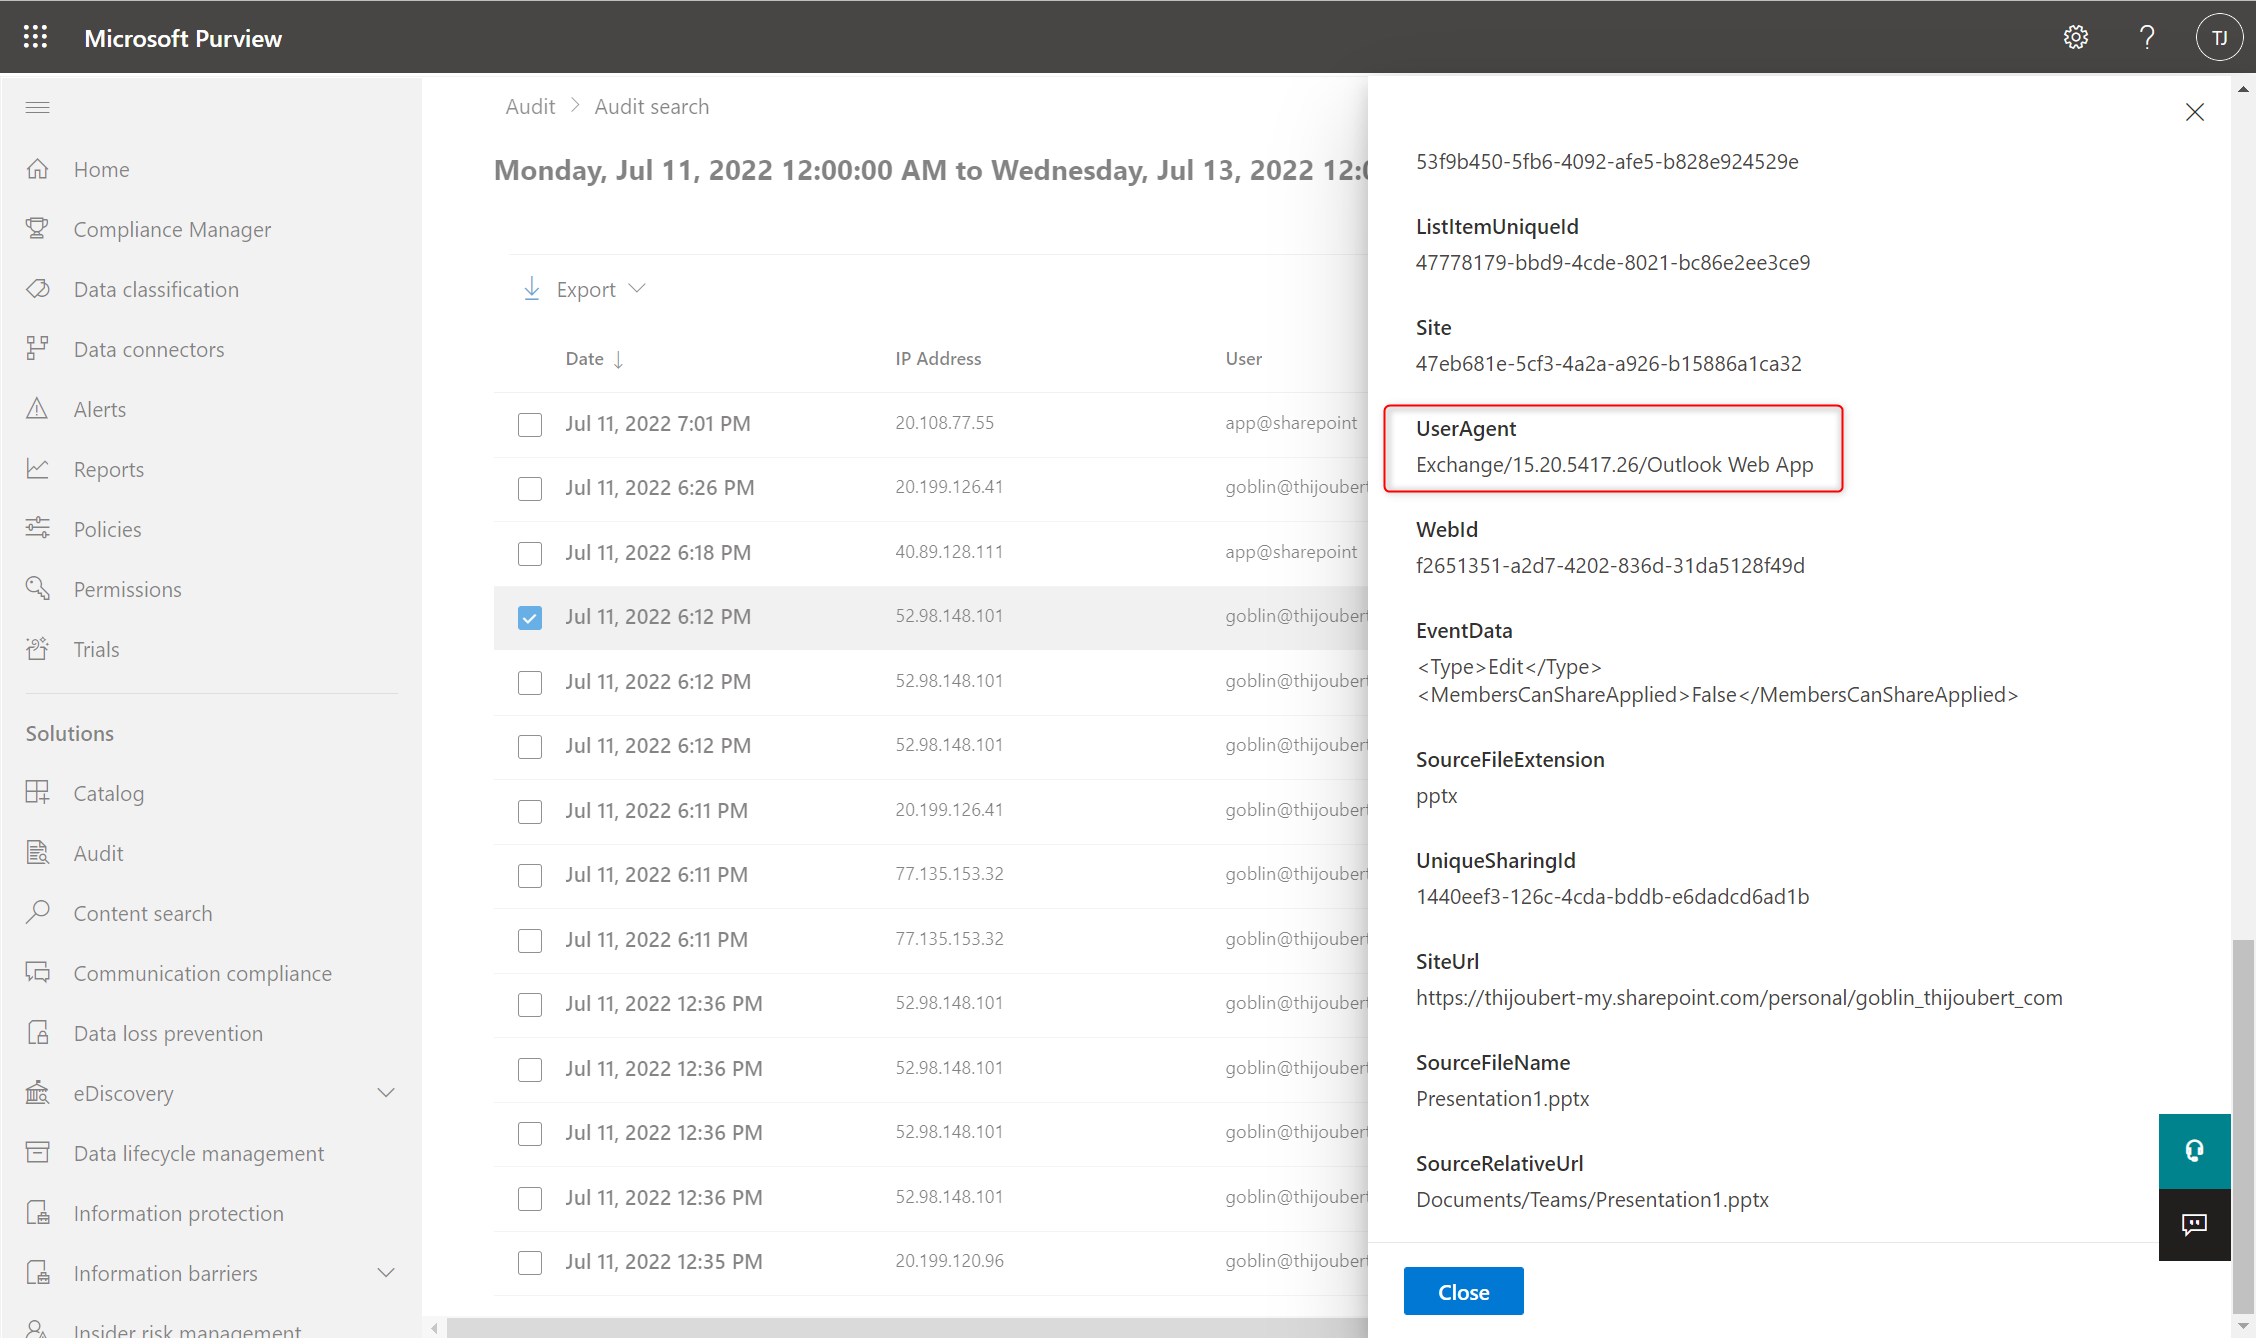 Microsoft Purview
?
TJ
Home
Compliance Manager
Data classification
Data connectors
Alerts
Reports
Policies
Permissions
Trials
Solutions
Catalog
Audit
Content search
Communication compliance
Data loss prevention
eDiscovery
Data lifecycle management
Information protection
Information barriers
Insider risk management
Audit > Audit search
Monday, Jul 11, 2022 12:00:00 AM to Wednesday, Jul 13, 2022 12:0
Export
Date ↓ IP Address User
Jul 11, 2022 7:01 PM 20.108.77.55 app@sharepoint
Jul 11, 2022 6:26 PM 20.199.126.41 goblin@thijoubert
Jul 11, 2022 6:18 PM 40.89.128.111 app@sharepoint
Jul 11, 2022 6:12 PM 52.98.148.101 goblin@thijoubert
Jul 11, 2022 6:12 PM 52.98.148.101 goblin@thijoubert
Jul 11, 2022 6:12 PM 52.98.148.101 goblin@thijoubert
Jul 11, 2022 6:11 PM 20.199.126.41 goblin@thijoubert
Jul 11, 2022 6:11 PM 77.135.153.32 goblin@thijoubert
Jul 11, 2022 6:11 PM 77.135.153.32 goblin@thijoubert
Jul 11, 2022 12:36 PM 52.98.148.101 goblin@thijoubert
Jul 11, 2022 12:36 PM 52.98.148.101 goblin@thijoubert
Jul 11, 2022 12:36 PM 52.98.148.101 goblin@thijoubert
Jul 11, 2022 12:36 PM 52.98.148.101 goblin@thijoubert
Jul 11, 2022 12:35 PM 20.199.120.96 goblin@thijoubert
53f9b450-5fb6-4092-afe5-b828e924529e
ListItemUniqueId
47778179-bbd9-4cde-8021-bc86e2ee3ce9
Site
47eb681e-5cf3-4a2a-a926-b15886a1ca32
UserAgent
Exchange/15.20.5417.26/Outlook Web App
WebId
f2651351-a2d7-4202-836d-31da5128f49d
EventData
<Type>Edit</Type>
<MembersCanShareApplied>False</MembersCanShareApplied>
SourceFileExtension
pptx
UniqueSharingId
1440eef3-126c-4cda-bddb-e6dadcd6ad1b
SiteUrl
https://thijoubert-my.sharepoint.com/personal/goblin_thijoubert_com
SourceFileName
Presentation1.pptx
SourceRelativeUrl
Documents/Teams/Presentation1.pptx
Close